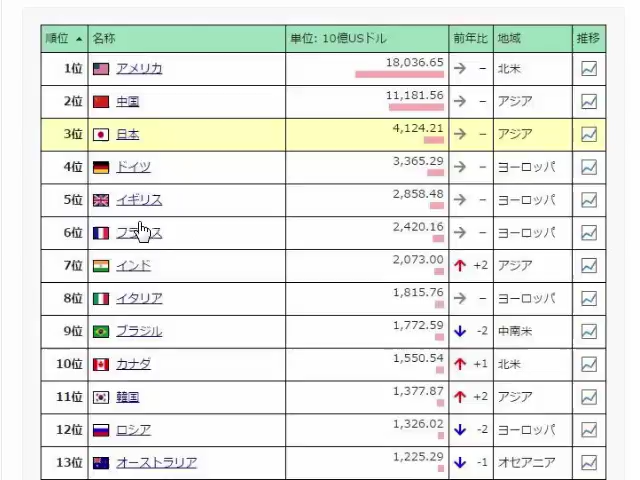 順位 ▲ 名称 単位: 10億USドル 前年比 地域 推移
1位 アメリカ 18,036.65 → － 北米
2位 中国 11,181.56 → － アジア
3位 日本 4,124.21 → － アジア
4位 ドイツ 3,365.29 → － ヨーロッパ
5位 イギリス 2,858.48 → － ヨーロッパ
6位 フランス 2,420.16 → － ヨーロッパ
7位 インド 2,073.00 ↑ +2 アジア
8位 イタリア 1,815.76 → － ヨーロッパ
9位 ブラジル 1,772.59 ↓ -2 中南米
10位 カナダ 1,550.54 ↑ +1 北米
11位 韓国 1,377.87 ↑ +2 アジア
12位 ロシア 1,326.02 ↓ -2 ヨーロッパ
13位 オーストラリア 1,225.29 ↓ -1 オセアニア